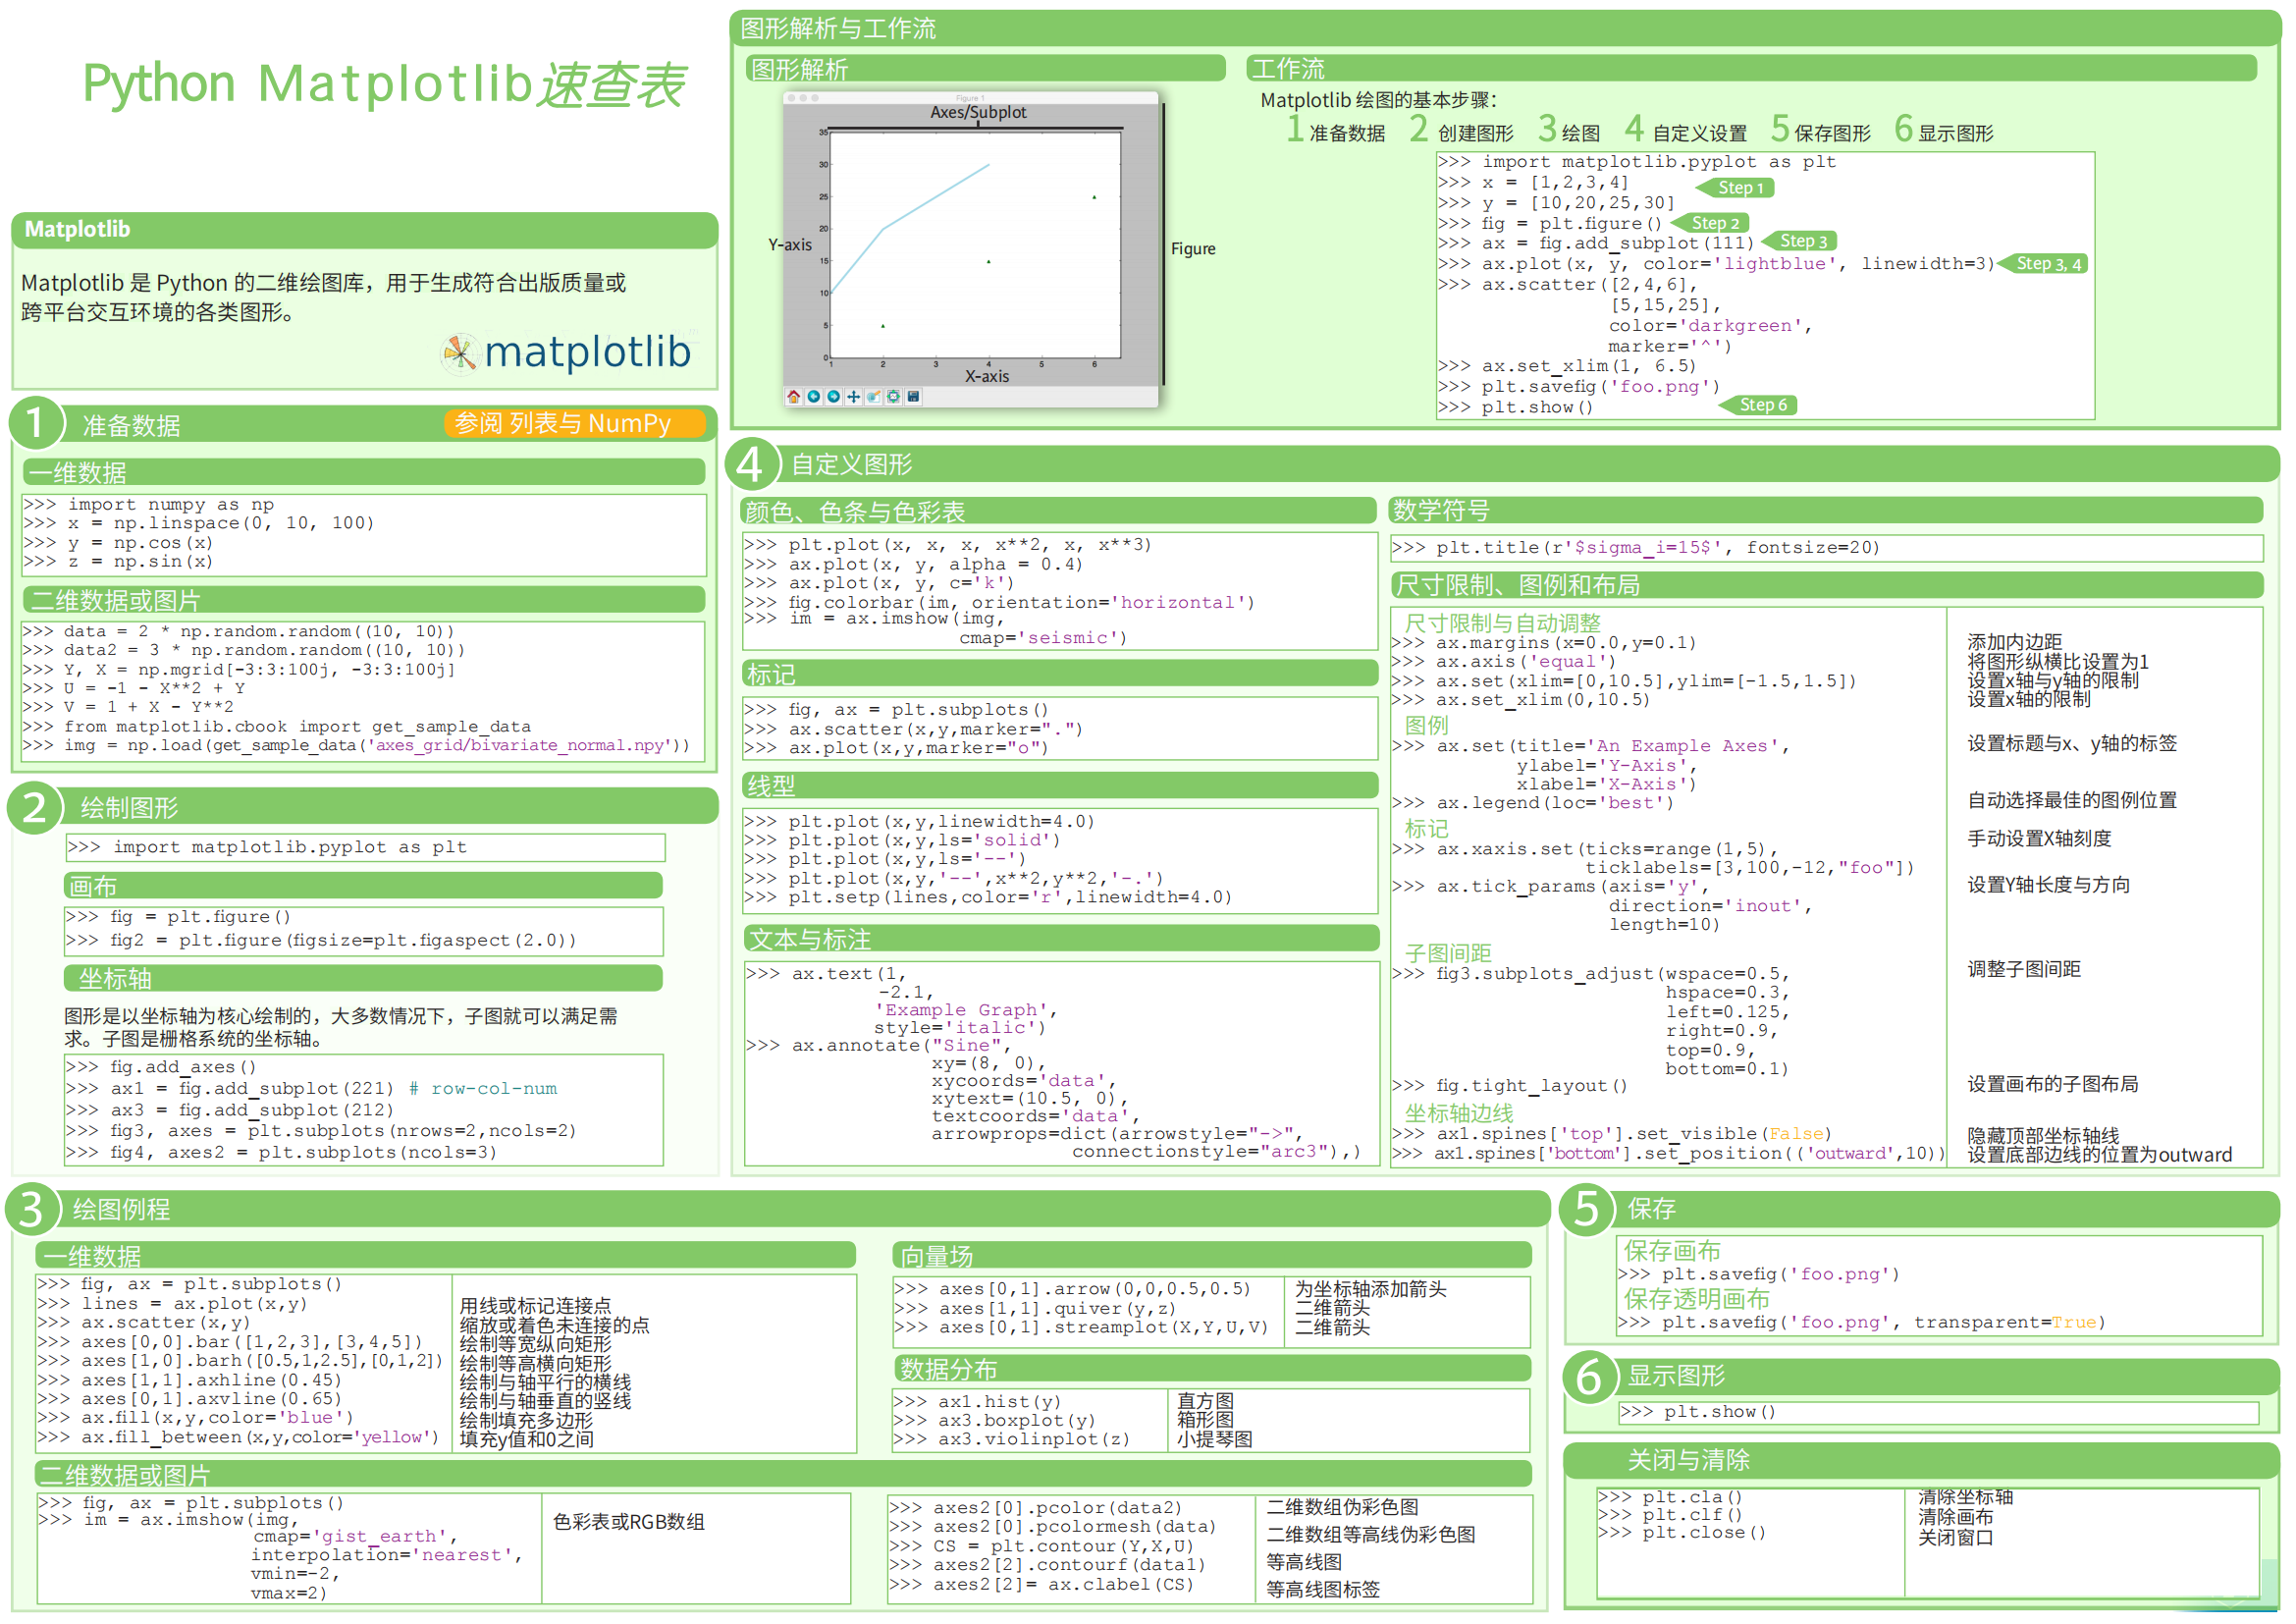 Python Matplotlib速查表
Matplotlib
Matplotlib 是 Python 的二维绘图库，用于生成符合出版质量或
跨平台交互环境的各类图形。
matplotlib
图形解析与工作流
图形解析
Figure 1
Axes/Subplot
35
30
25
20
15
10
5
0
Y-axis
1 2 3 4 5 6
X-axis
Figure
工作流
Matplotlib 绘图的基本步骤：
1 准备数据 2 创建图形 3 绘图 4 自定义设置 5 保存图形 6 显示图形
>>> import matplotlib.pyplot as plt
>>> x = [1,2,3,4]
Step 1
>>> y = [10,20,25,30]
>>> fig = plt.figure() Step 2
>>> ax = fig.add_subplot(111) Step 3
>>> ax.plot(x, y, color='lightblue', linewidth=3) Step 3, 4
>>> ax.scatter([2,4,6],
[5,15,25],
color='darkgreen',
marker='^')
>>> ax.set_xlim(1, 6.5)
>>> plt.savefig('foo.png')
>>> plt.show() Step 6
1 准备数据 参阅 列表与 NumPy
一维数据
>>> import numpy as np
>>> x = np.linspace(0, 10, 100)
>>> y = np.cos(x)
>>> z = np.sin(x)
二维数据或图片
>>> data = 2 * np.random.random((10, 10))
>>> data2 = 3 * np.random.random((10, 10))
>>> Y, X = np.mgrid[-3:3:100j, -3:3:100j]
>>> U = -1 - X**2 + Y
>>> V = 1 + X - Y**2
>>> from matplotlib.cbook import get_sample_data
>>> img = np.load(get_sample_data('axes_grid/bivariate_normal.npy'))
2 绘制图形
>>> import matplotlib.pyplot as plt
画布
>>> fig = plt.figure()
>>> fig2 = plt.figure(figsize=plt.figaspect(2.0))
坐标轴
图形是以坐标轴为核心绘制的，大多数情况下，子图就可以满足需
求。子图是栅格系统的坐标轴。
>>> fig.add_axes()
>>> ax1 = fig.add_subplot(221) # row-col-num
>>> ax3 = fig.add_subplot(212)
>>> fig3, axes = plt.subplots(nrows=2,ncols=2)
>>> fig4, axes2 = plt.subplots(ncols=3)
4 自定义图形
颜色、色条与色彩表
>>> plt.plot(x, x, x, x**2, x, x**3)
>>> ax.plot(x, y, alpha = 0.4)
>>> ax.plot(x, y, c='k')
>>> fig.colorbar(im, orientation='horizontal')
>>> im = ax.imshow(img,
cmap='seismic')
标记
>>> fig, ax = plt.subplots()
>>> ax.scatter(x,y,marker=".")
>>> ax.plot(x,y,marker="o")
线型
>>> plt.plot(x,y,linewidth=4.0)
>>> plt.plot(x,y,ls='solid')
>>> plt.plot(x,y,ls='--')
>>> plt.plot(x,y,'--',x**2,y**2,'-.')
>>> plt.setp(lines,color='r',linewidth=4.0)
文本与标注
>>> ax.text(1,
-2.1,
'Example Graph',
style='italic')
>>> ax.annotate("Sine",
xy=(8, 0),
xycoords='data',
xytext=(10.5, 0),
textcoords='data',
arrowprops=dict(arrowstyle="->",
connectionstyle="arc3"),)
数学符号
>>> plt.title(r'$sigma_i=15$', fontsize=20)
尺寸限制、图例和布局
尺寸限制与自动调整
>>> ax.margins(x=0.0,y=0.1) 添加内边距
>>> ax.axis('equal') 将图形纵横比设置为1
>>> ax.set(xlim=[0,10.5],ylim=[-1.5,1.5]) 设置x轴与y轴的限制
>>> ax.set_xlim(0,10.5) 设置x轴的限制
图例
>>> ax.set(title='An Example Axes', 设置标题与x、y轴的标签
ylabel='Y-Axis',
xlabel='X-Axis')
>>> ax.legend(loc='best') 自动选择最佳的图例位置
标记
>>> ax.xaxis.set(ticks=range(1,5), 手动设置X轴刻度
ticklabels=[3,100,-12,"foo"])
>>> ax.tick_params(axis='y', 设置Y轴长度与方向
direction='inout',
length=10)
子图间距
>>> fig3.subplots_adjust(wspace=0.5, 调整子图间距
hspace=0.3,
left=0.125,
right=0.9,
top=0.9,
bottom=0.1)
>>> fig.tight_layout() 设置画布的子图布局
坐标轴边线
>>> ax1.spines['top'].set_visible(False) 隐藏顶部坐标轴线
>>> ax1.spines['bottom'].set_position(('outward',10)) 设置底部边线的位置为outward
3 绘图例程
一维数据
>>> fig, ax = plt.subplots()
>>> lines = ax.plot(x,y) 用线或标记连接点
>>> ax.scatter(x,y) 缩放或着色未连接的点
>>> axes[0,0].bar([1,2,3],[3,4,5]) 绘制等宽纵向矩形
>>> axes[1,0].barh([0.5,1,2.5],[0,1,2]) 绘制等高横向矩形
>>> axes[1,1].axhline(0.45) 绘制与轴平行的横线
>>> axes[0,1].axvline(0.65) 绘制与轴垂直的竖线
>>> ax.fill(x,y,color='blue') 绘制填充多边形
>>> ax.fill_between(x,y,color='yellow') 填充y值和0之间
向量场
>>> axes[0,1].arrow(0,0,0.5,0.5) 为坐标轴添加箭头
>>> axes[1,1].quiver(y,z) 二维箭头
>>> axes[0,1].streamplot(X,Y,U,V) 二维箭头
数据分布
>>> ax1.hist(y) 直方图
>>> ax3.boxplot(y) 箱形图
>>> ax3.violinplot(z) 小提琴图
二维数据或图片
>>> fig, ax = plt.subplots()
>>> im = ax.imshow(img, 色彩表或RGB数组
cmap='gist_earth',
interpolation='nearest',
vmin=-2,
vmax=2)
>>> axes2[0].pcolor(data2) 二维数组伪彩色图
>>> axes2[0].pcolormesh(data) 二维数组等高线伪彩色图
>>> CS = plt.contour(Y,X,U) 等高线图
>>> axes2[2].contourf(data1)
>>> axes2[2]= ax.clabel(CS) 等高线图标签
5 保存
保存画布
>>> plt.savefig('foo.png')
保存透明画布
>>> plt.savefig('foo.png', transparent=True)
6 显示图形
>>> plt.show()
关闭与清除
>>> plt.cla() 清除坐标轴
>>> plt.clf() 清除画布
>>> plt.close() 关闭窗口